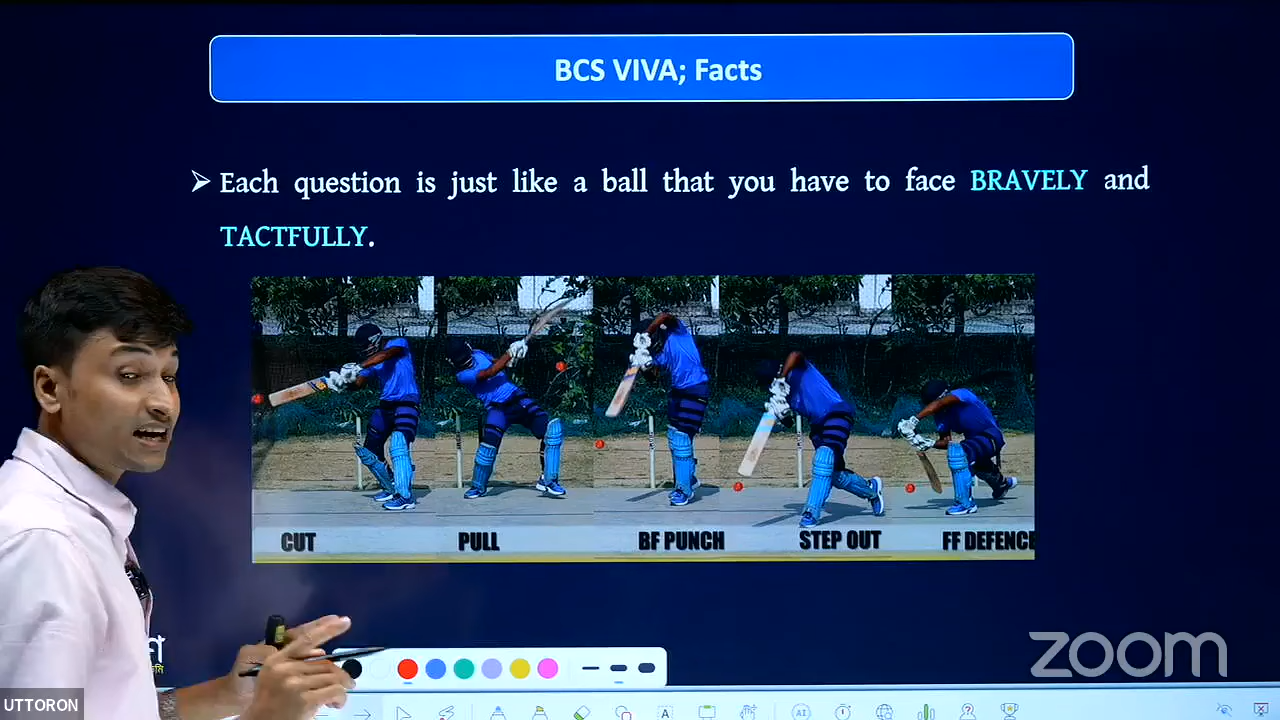 BCS VIVA; Facts
➢ Each question is just like a ball that you have to face BRAVELY and
TACTFULLY.
CUT PULL BF PUNCH STEP OUT FF DEFENCE
zoom
UTTORON
A
AI